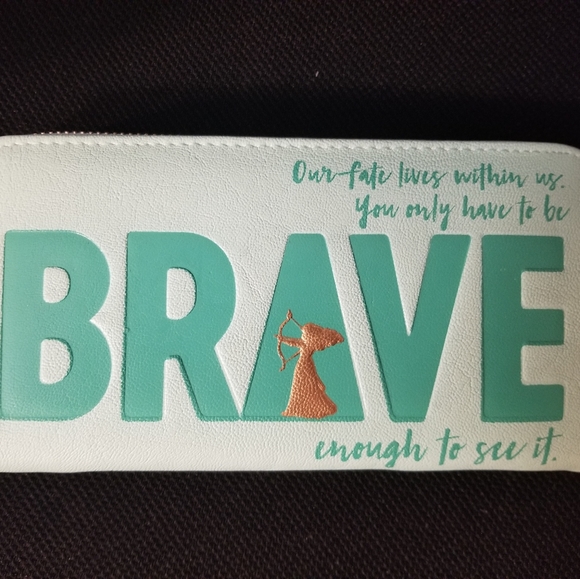 Our fate lives within us.
You only have to be
BRAVE
enough to see it.